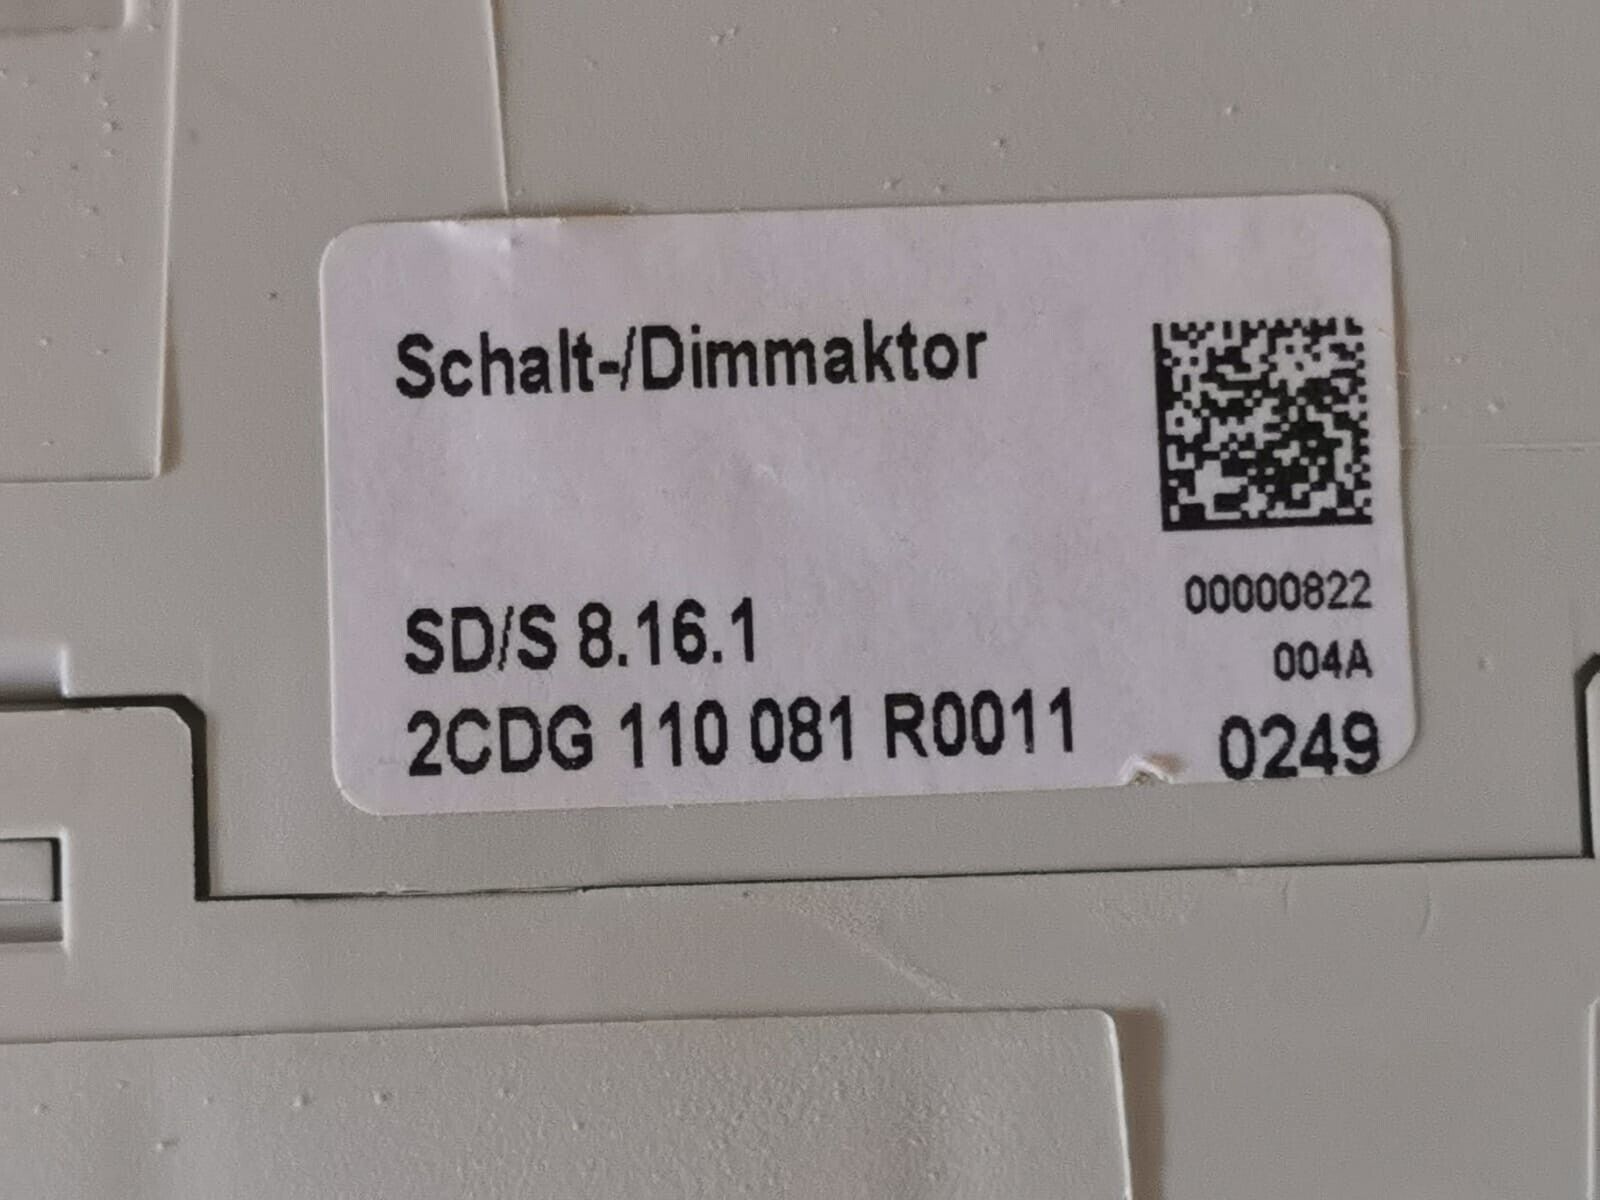 Schalt-/Dimmaktor
SD/S 8.16.1
2CDG 110 081 R0011
00000822
004A
0249